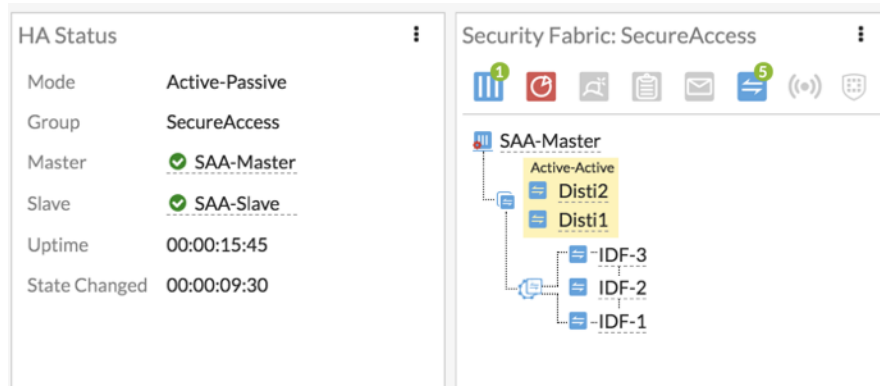 HA Status
Mode Active-Passive
Group SecureAccess
Master SAA-Master
Slave SAA-Slave
Uptime 00:00:15:45
State Changed 00:00:09:30
Security Fabric: SecureAccess
1
5
SAA-Master
Active-Active
Disti2
Disti1
IDF-3
IDF-2
IDF-1